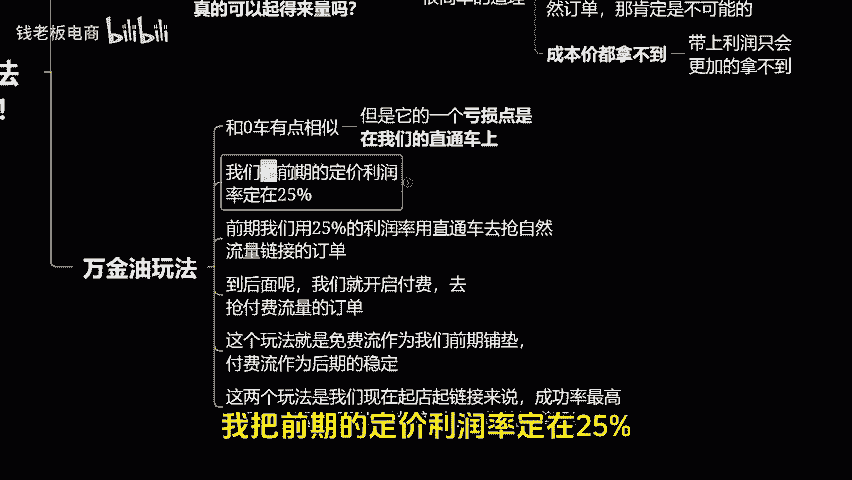 真的可以起得来量吗?
然订单，那肯定是不可能的
钱老板电商 bilibili
成本价都拿不到
带上利润只会
更加的拿不到
法
!
和0车有点相似
但是它的一个亏损点是
在我们的直通车上
我们 前期的定价利润
率定在25%
前期我们用25%的利润率用直通车去抢自然
流量链接的订单
万金油玩法
到后面呢，我们就开启付费，去
抢付费流量的订单
这个玩法就是免费流作为我们前期铺垫，
付费流作为后期的稳定
这两个玩法是我们现在起店起链接来说，成功率最高
我把前期的定价利润率定在25%